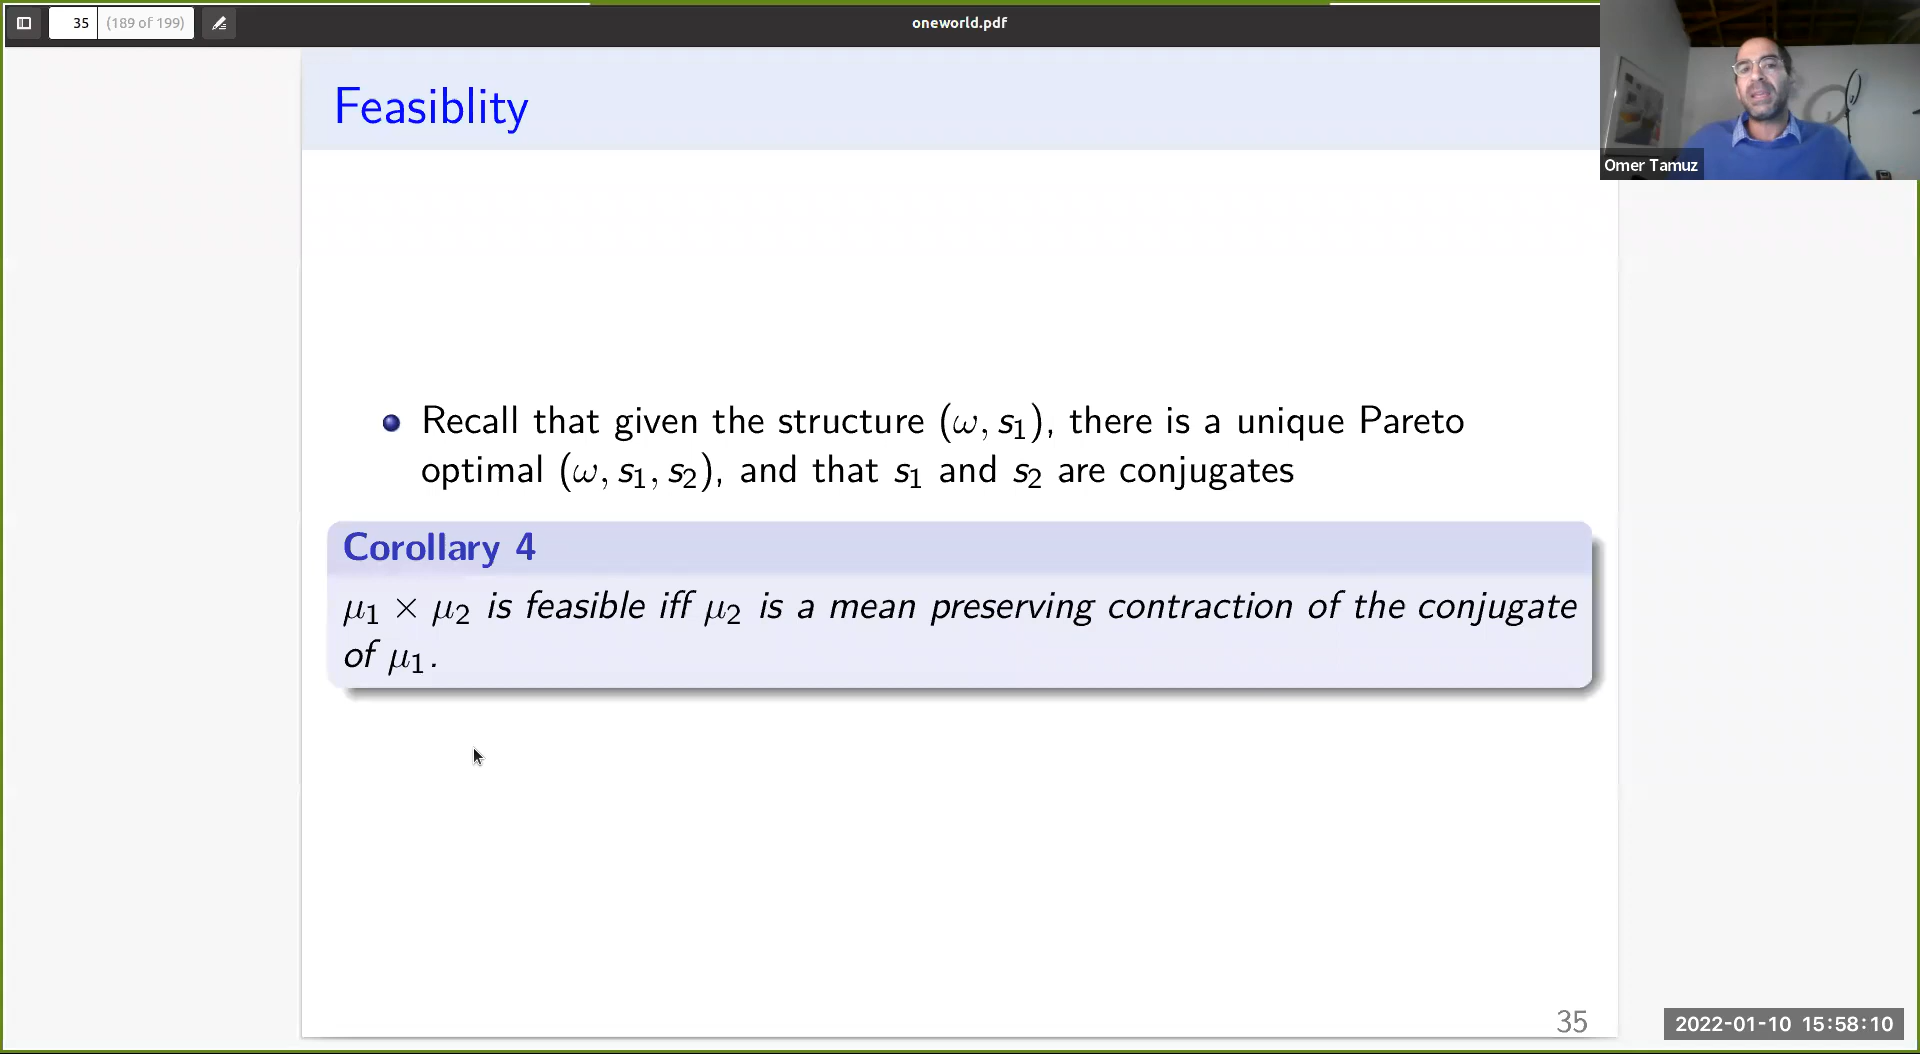 35 (189 of 199)
oneworld.pdf
Omer Tamuz
Feasiblity
Recall that given the structure (ω, s₁), there is a unique Pareto
optimal (ω, s₁, s₂), and that s₁ and s₂ are conjugates
Corollary 4
μ₁ × μ₂ is feasible iff μ₂ is a mean preserving contraction of the conjugate
of μ₁.
35
2022-01-10 15:58:10